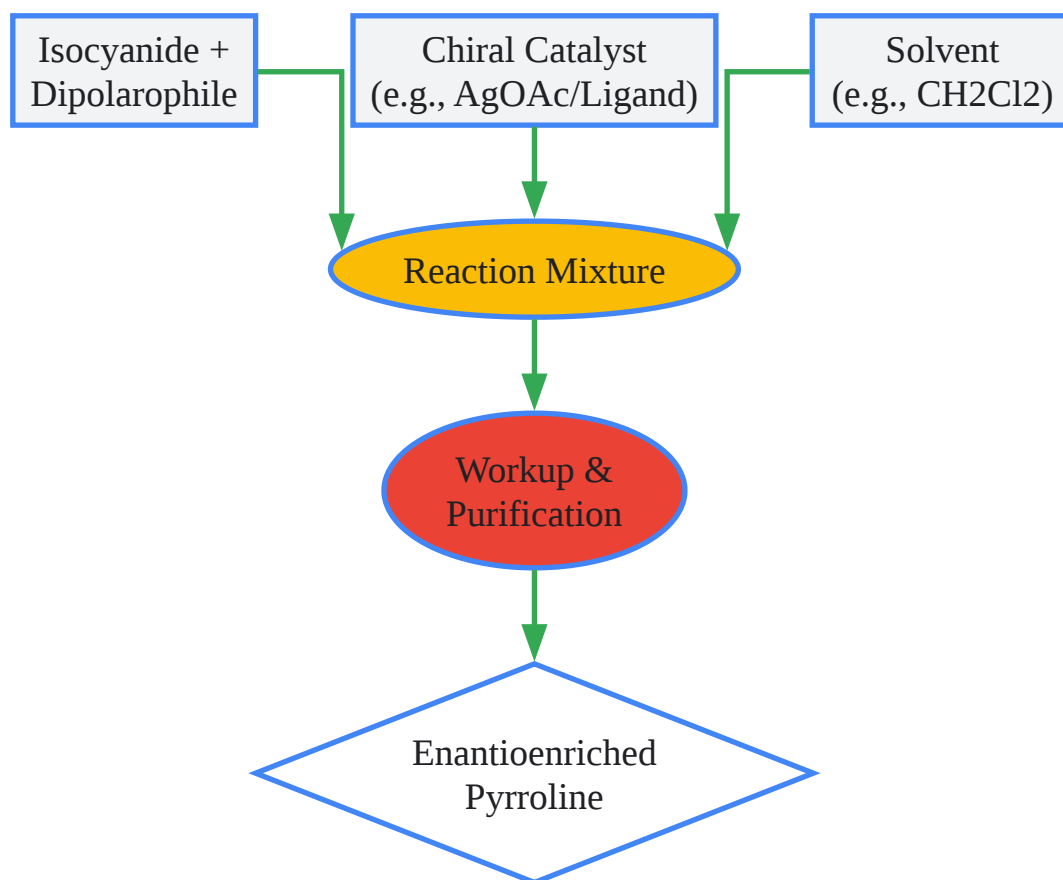 Isocyanide +
Dipolarophile
Chiral Catalyst
(e.g., AgOAc/Ligand)
Solvent
(e.g., CH2Cl2)
Reaction Mixture
Workup &
Purification
Enantioenriched
Pyrroline